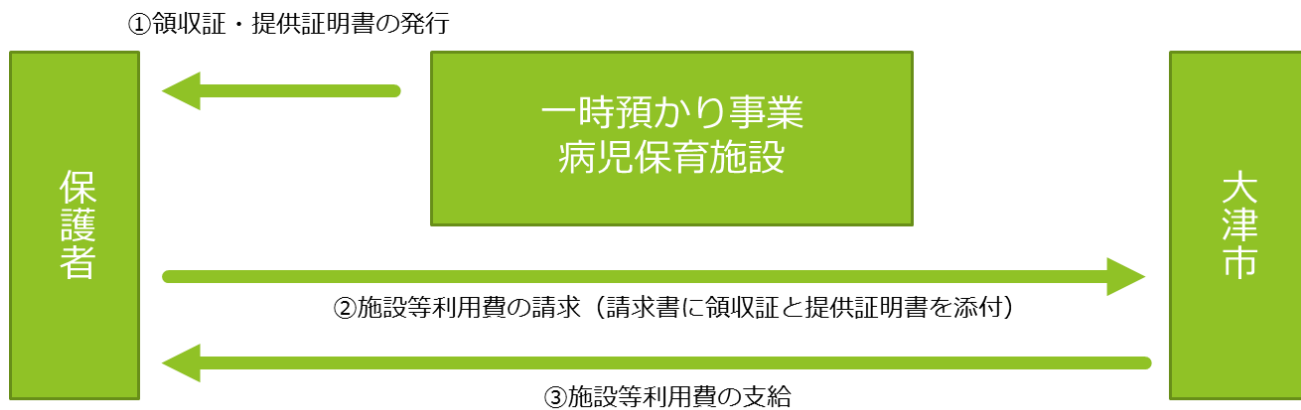 ①領収証・提供証明書の発行
一時預かり事業
病児保育施設
保護者
大津市
②施設等利用費の請求（請求書に領収証と提供証明書を添付）
③施設等利用費の支給